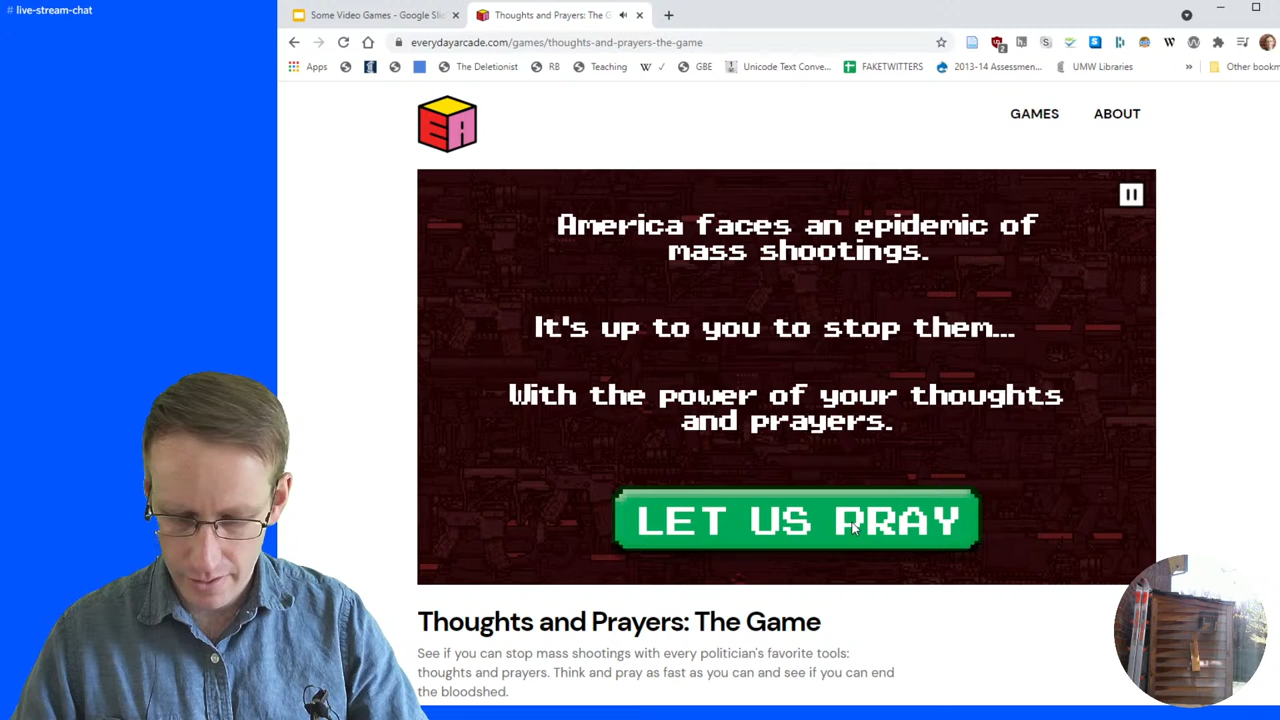 # live-stream-chat
Some Video Games - Google Sli
Thoughts and Prayers: The G
everydayarcade.com/games/thoughts-and-prayers-the-game
Apps
The Deletionist
RB
Teaching
W ✓
GBE
Unicode Text Conve...
FAKETWITTERS
2013-14 Assessmen...
UMW Libraries
»
Other bookm
EA
GAMES
ABOUT
America faces an epidemic of
mass shootings.
It's up to you to stop them...
With the power of your thoughts
and prayers.
LET US PRAY
Thoughts and Prayers: The Game
See if you can stop mass shootings with every politician's favorite tools:
thoughts and prayers. Think and pray as fast as you can and see if you can end
the bloodshed.